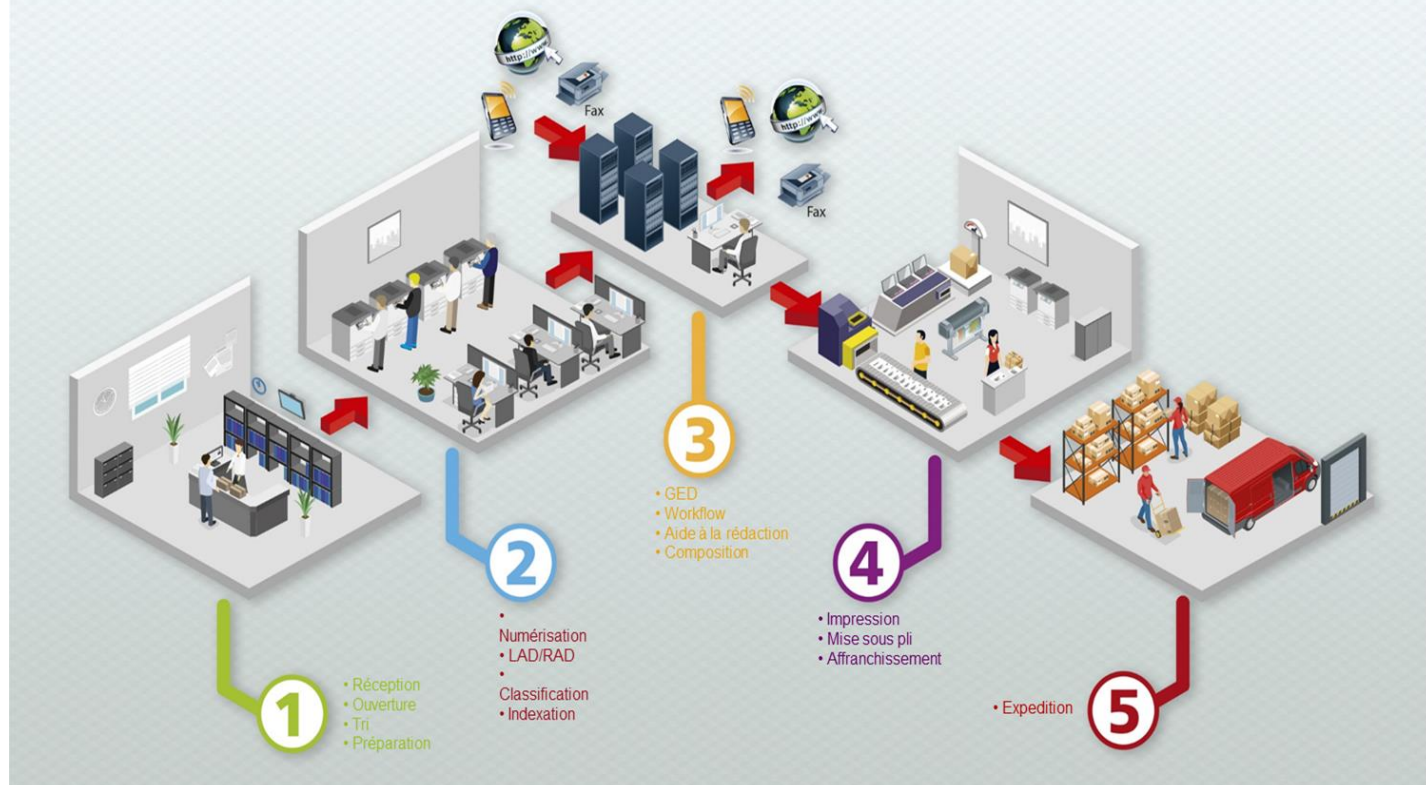 http://www
Fax
http://www
Fax
3
• GED
• Workflow
• Aide à la rédaction
• Composition
2
•
Numérisation
• LAD/RAD
•
Classification
• Indexation
4
• Impression
• Mise sous pli
• Affranchissement
1
• Réception
• Ouverture
• Tri
• Préparation
• Expedition
5